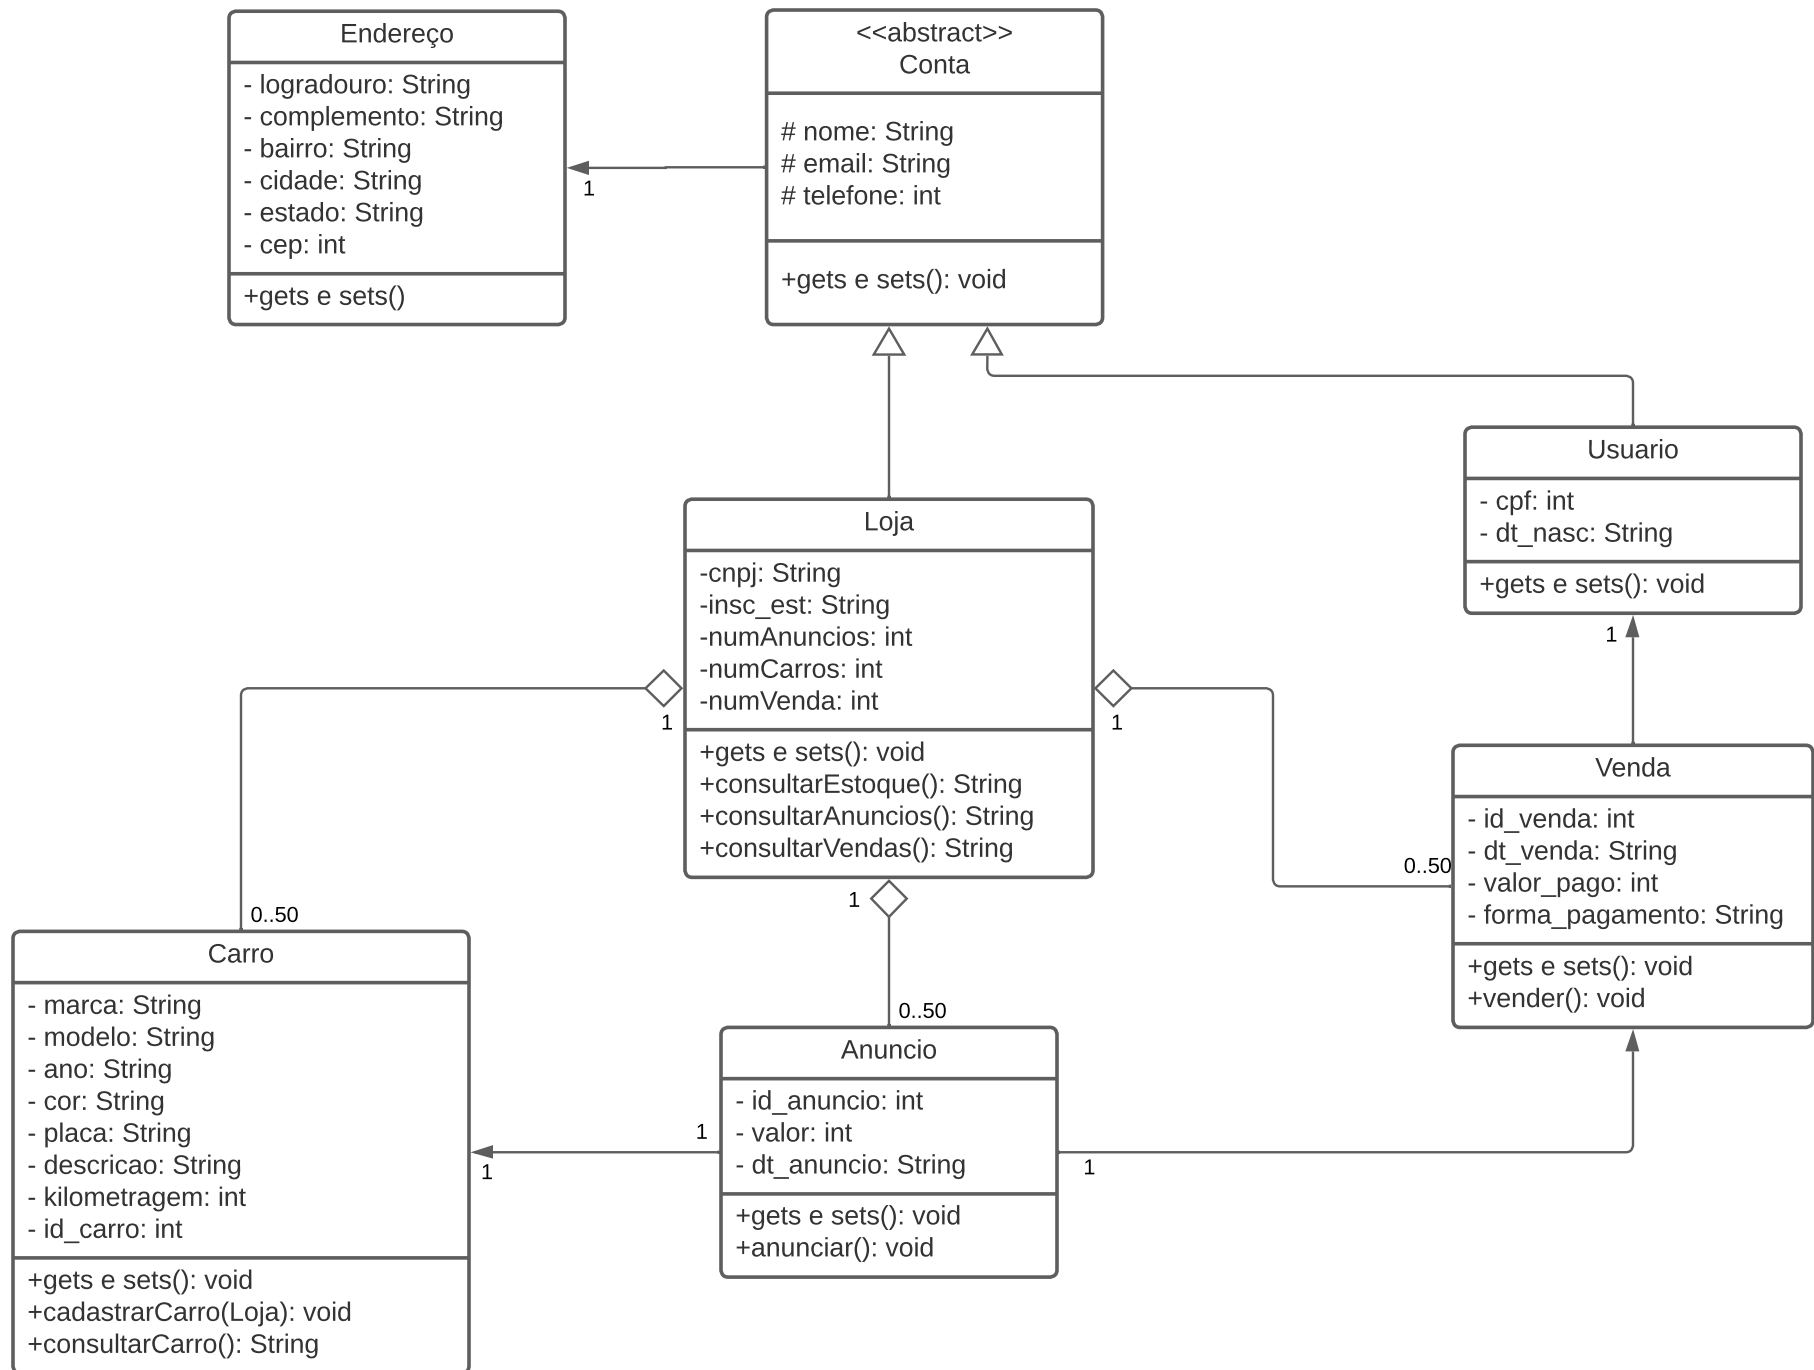 Endereço
- logradouro: String
- complemento: String
- bairro: String
- cidade: String
- estado: String
- cep: int
+gets e sets()
<<abstract>>
Conta
# nome: String
# email: String
# telefone: int
+gets e sets(): void
1
Usuario
- cpf: int
- dt_nasc: String
+gets e sets(): void
1
Loja
-cnpj: String
-insc_est: String
-numAnuncios: int
-numCarros: int
-numVenda: int
+gets e sets(): void
+consultarEstoque(): String
+consultarAnuncios(): String
+consultarVendas(): String
1
1
1
0..50
0..50
0..50
Venda
- id_venda: int
- dt_venda: String
- valor_pago: int
- forma_pagamento: String
+gets e sets(): void
+vender(): void
Carro
- marca: String
- modelo: String
- ano: String
- cor: String
- placa: String
- descricao: String
- kilometragem: int
- id_carro: int
+gets e sets(): void
+cadastrarCarro(Loja): void
+consultarCarro(): String
1
1
Anuncio
- id_anuncio: int
- valor: int
- dt_anuncio: String
+gets e sets(): void
+anunciar(): void
1